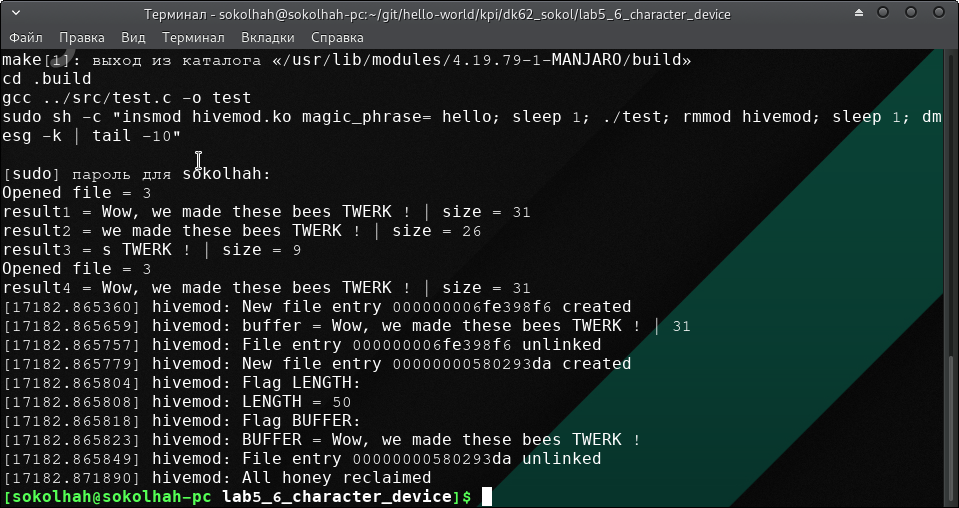 Терминал - sokolhah@sokolhah-pc:~/git/hello-world/kpi/dk62_sokol/lab5_6_character_device
Файл Правка Вид Терминал Вкладки Справка
make[1]: выход из каталога «/usr/lib/modules/4.19.79-1-MANJARO/build»
cd .build
gcc ../src/test.c -o test
sudo sh -c "insmod hivemod.ko magic_phrase= hello; sleep 1; ./test; rmmod hivemod; sleep 1; dm
esg -k | tail -10"
[sudo] пароль для sokolhah:
Opened file = 3
result1 = Wow, we made these bees TWERK ! | size = 31
result2 = we made these bees TWERK ! | size = 26
result3 = s TWERK ! | size = 9
Opened file = 3
result4 = Wow, we made these bees TWERK ! | size = 31
[17182.865360] hivemod: New file entry 000000006fe398f6 created
[17182.865659] hivemod: buffer = Wow, we made these bees TWERK ! | 31
[17182.865757] hivemod: File entry 000000006fe398f6 unlinked
[17182.865779] hivemod: New file entry 00000000580293da created
[17182.865804] hivemod: Flag LENGTH:
[17182.865808] hivemod: LENGTH = 50
[17182.865818] hivemod: Flag BUFFER:
[17182.865823] hivemod: BUFFER = Wow, we made these bees TWERK !
[17182.865849] hivemod: File entry 00000000580293da unlinked
[17182.871890] hivemod: All honey reclaimed
[sokolhah@sokolhah-pc lab5_6_character_device]$